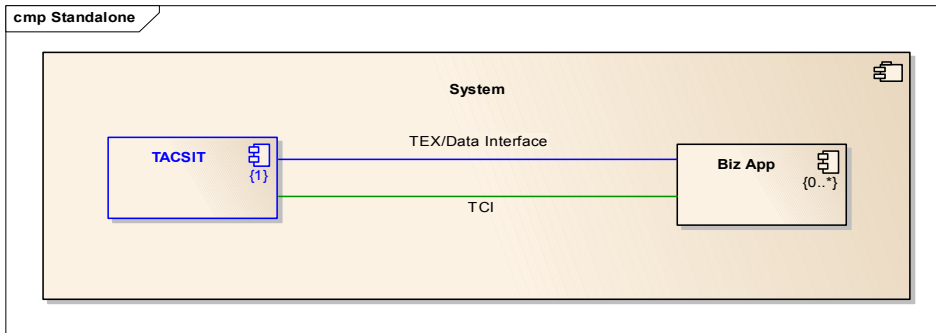 cmp Standalone
System
TACSIT
{1}
TEX/Data Interface
Biz App
{0..*}
TCI